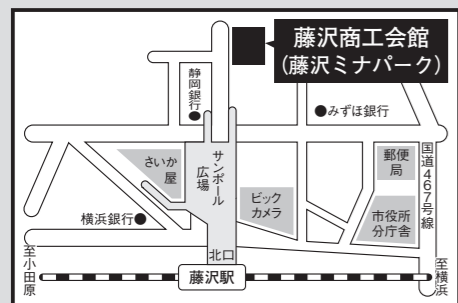 藤沢商工会館
(藤沢ミナパーク)
静岡銀行
みずほ銀行
サンパール
広場
さいか
屋
郵便
局
国道467号線
ビック
カメラ
市役所
分庁舎
横浜銀行
北口
至小田原
藤沢駅
至横浜